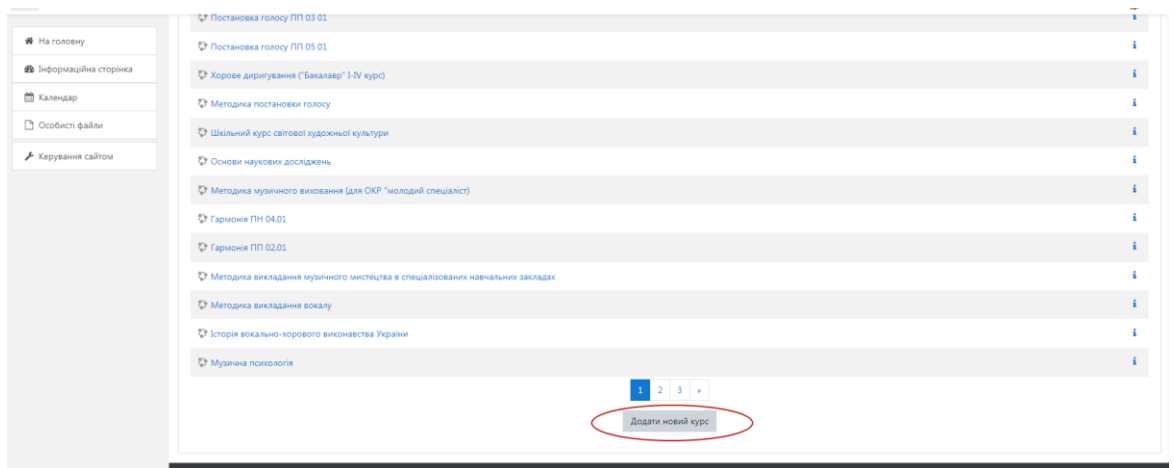 Постановка голосу ПП 03 01
На головну
Постановка голосу ПП 05 01
Інформаційна сторінка
Хорове диригування ("Бакалавр" I-IV курс)
Календар
Методика постановки голосу
Особисті файли
Шкільний курс світової художньої культури
Керування сайтом
Основи наукових досліджень
Методика музичного виховання (для ОКР "молодий спеціаліст)
Гармонія ПН 04.01
Гармонія ПП 02.01
Методика викладання музичного мистецтва в спеціалізованих навчальних закладах
Методика викладання вокалу
Історія вокально-хорового виконавства України
Музична психологія
1 2 3 »
Додати новий курс